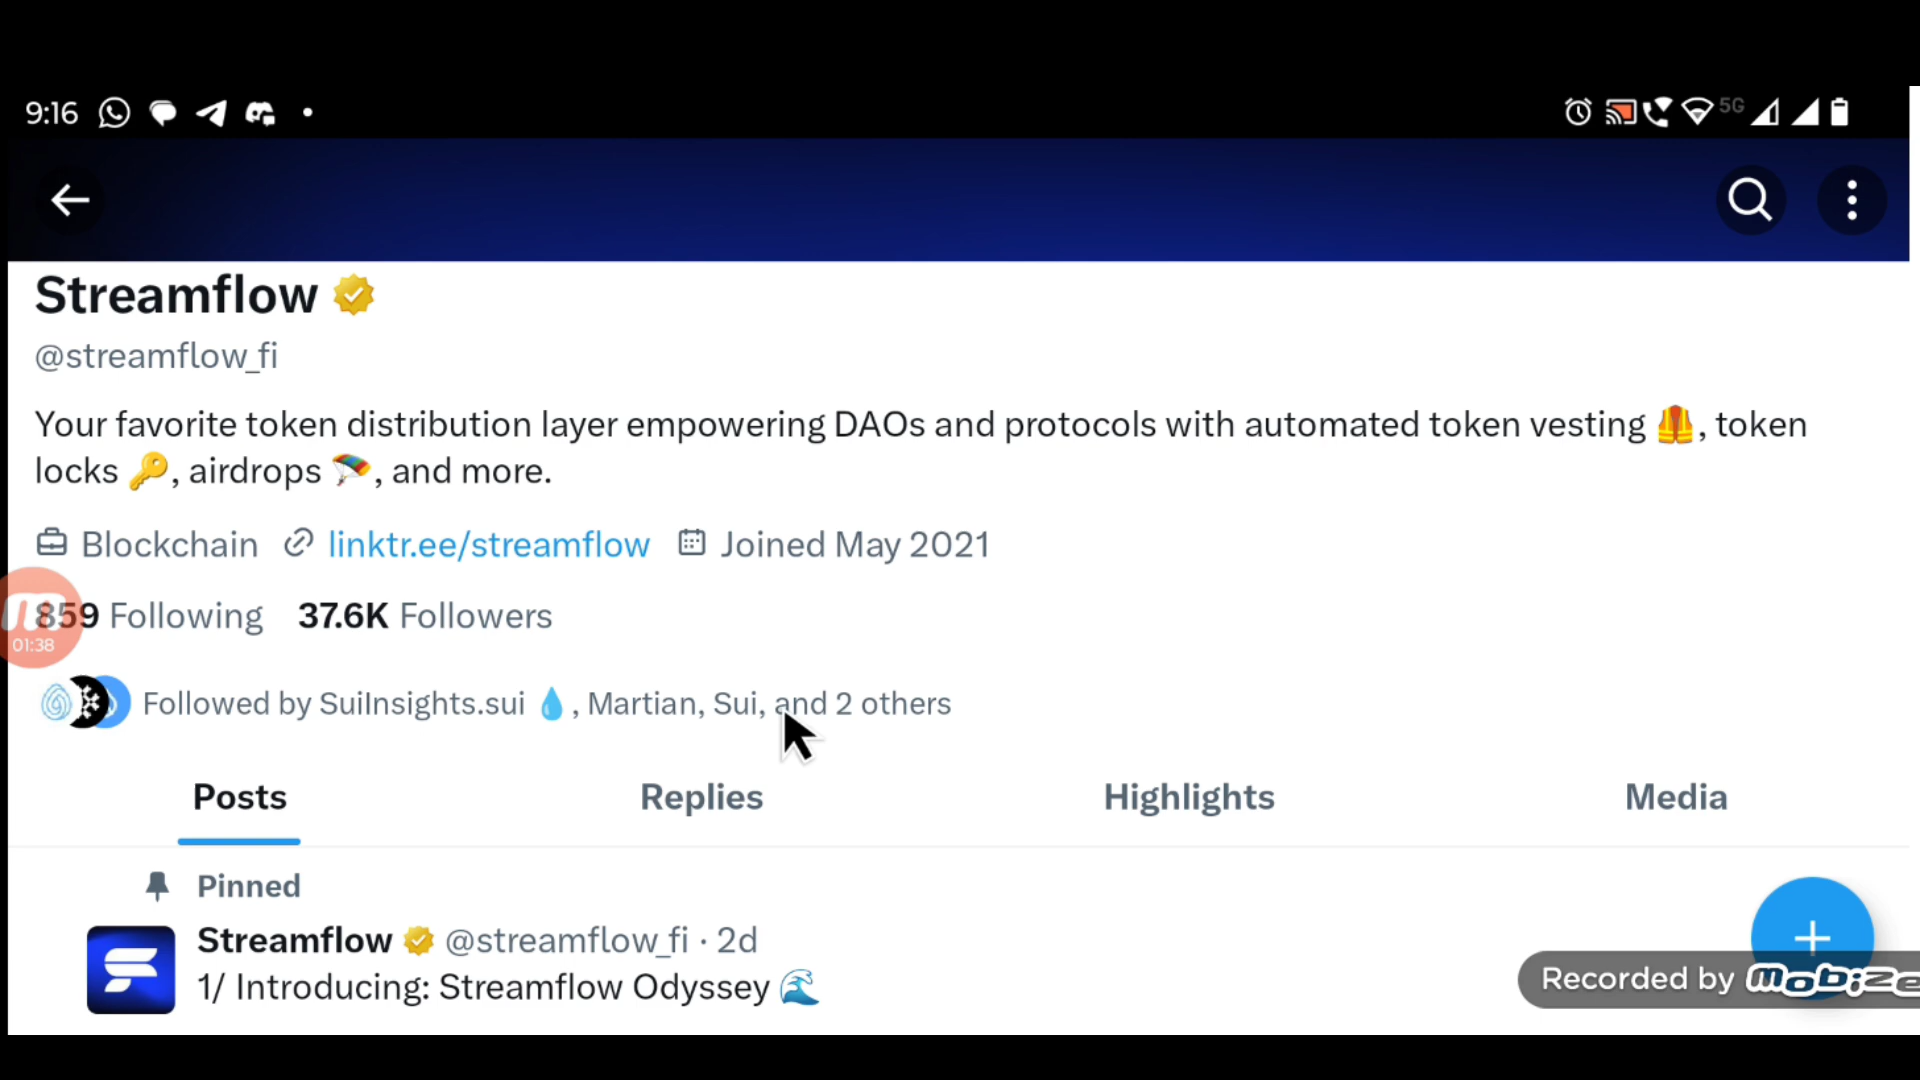 9:16
5G
Streamflow
@streamflow_fi
Your favorite token distribution layer empowering DAOs and protocols with automated token vesting 🦺, token
locks 🔑, airdrops 🪂, and more.
Blockchain linktr.ee/streamflow Joined May 2021
859 Following 37.6K Followers
01:38
Followed by SuiInsights.sui 💧, Martian, Sui, and 2 others
Posts Replies Highlights Media
Pinned
Streamflow @streamflow_fi · 2d
1/ Introducing: Streamflow Odyssey 🌊
Recorded by mobize